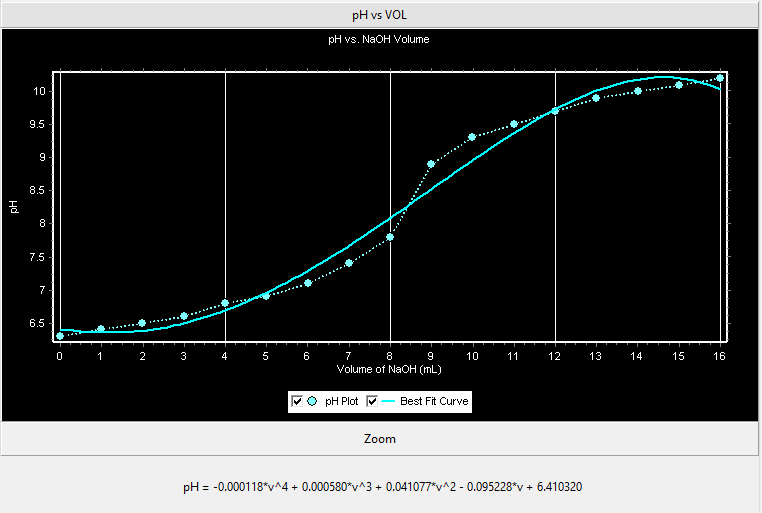 pH vs VOL
pH vs. NaOH Volume
10
9.5
9
8.5
8
7.5
7
6.5
pH
0 1 2 3 4 5 6 7 8 9 10 11 12 13 14 15 16
Volume of NaOH (mL)
pH Plot Best Fit Curve
Zoom
pH = -0.000118*v^4 + 0.000580*v^3 + 0.041077*v^2 - 0.095228*v + 6.410320